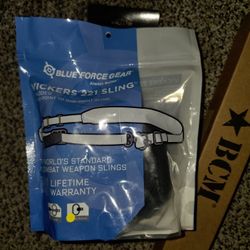 BLUE FORCE GEAR
VICKERS 221 SLING
WORLD'S STANDARD
COMBAT WEAPON SLINGS
LIFETIME
WARRANTY
BCM